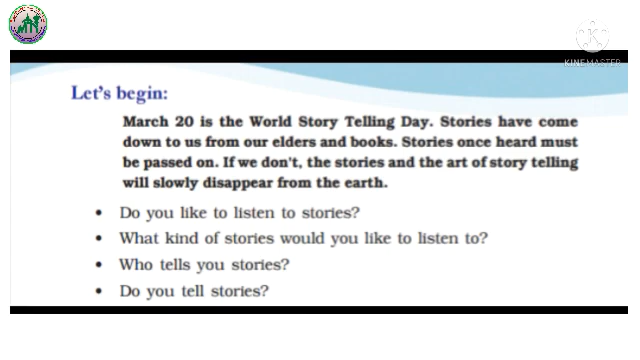 KINEMASTER
Let's begin:
March 20 is the World Story Telling Day. Stories have come
down to us from our elders and books. Stories once heard must
be passed on. If we don't, the stories and the art of story telling
will slowly disappear from the earth.
• Do you like to listen to stories?
• What kind of stories would you like to listen to?
• Who tells you stories?
• Do you tell stories?